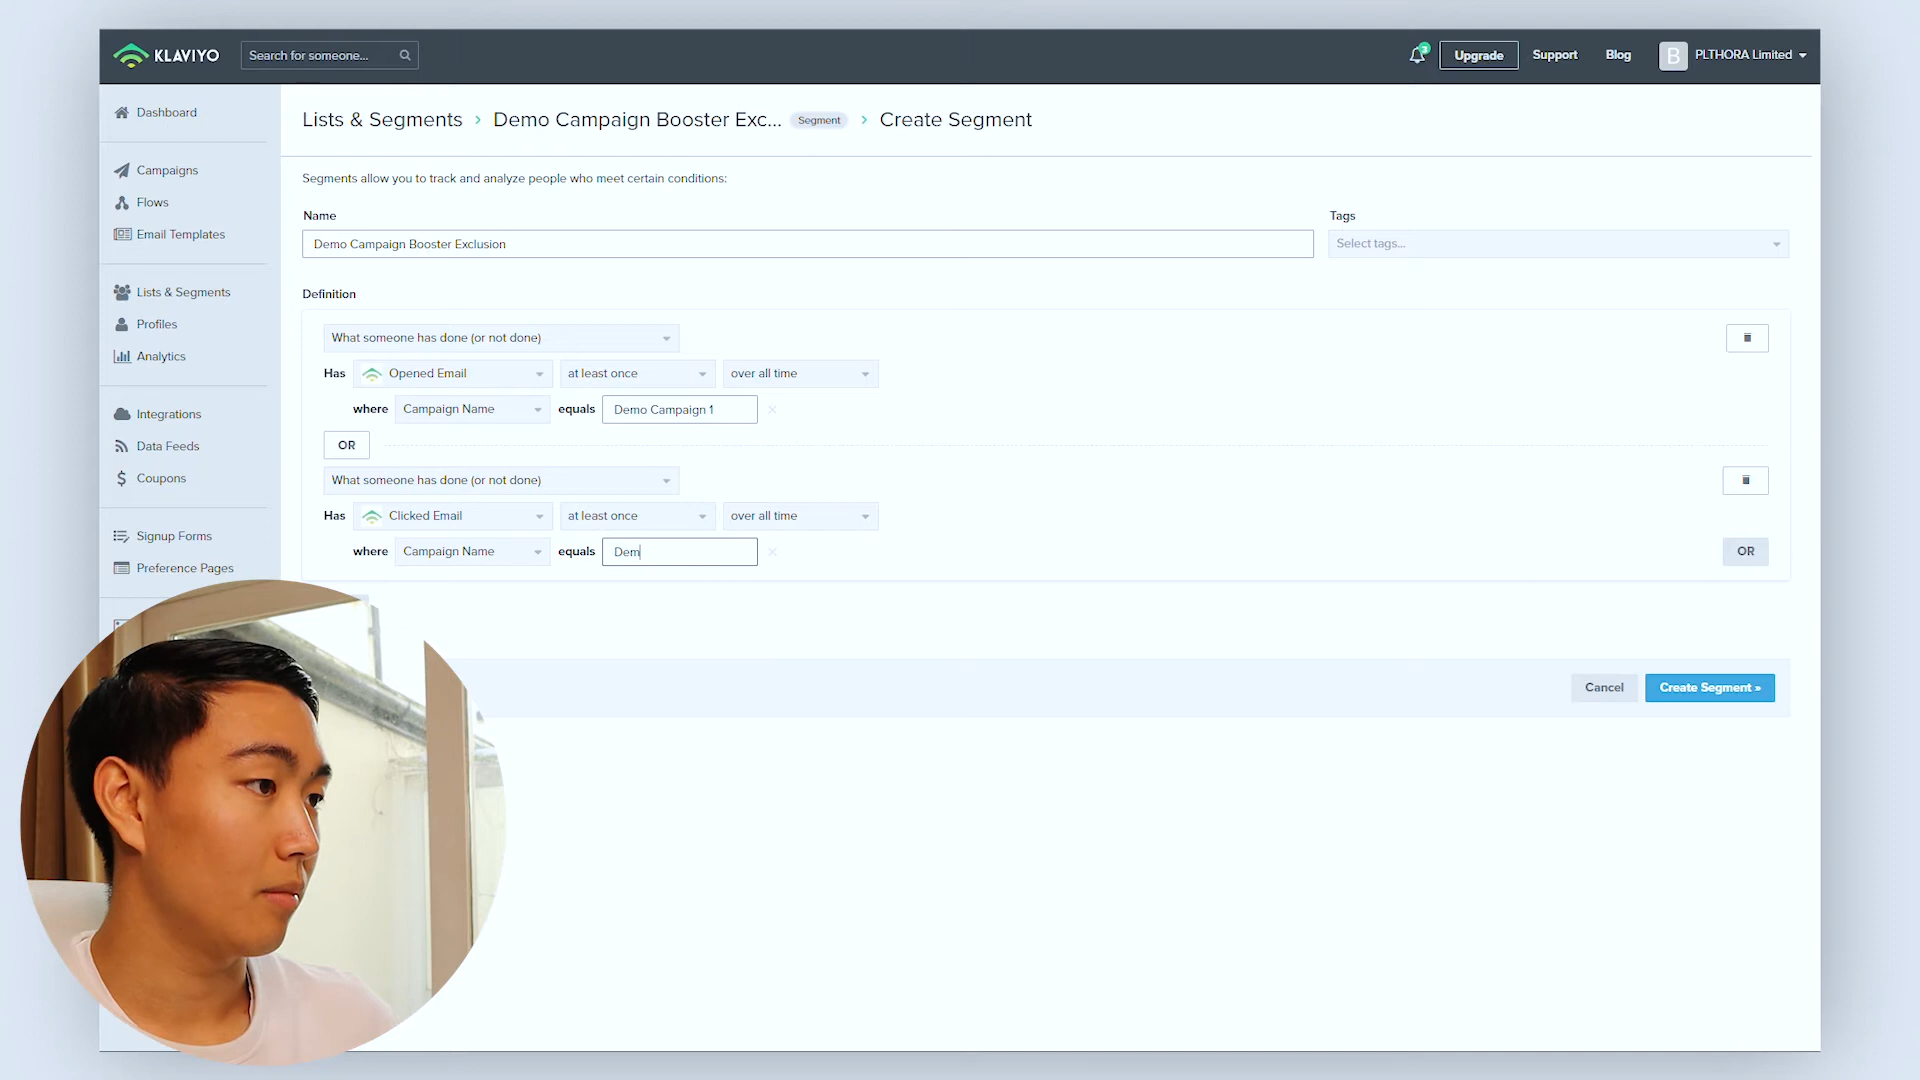 KLAVIYO
Search for someone...
3
Upgrade
Support
Blog
B
PLTHORA Limited
Dashboard
Campaigns
Flows
Email Templates
Lists & Segments
Profiles
Analytics
Integrations
Data Feeds
Coupons
Signup Forms
Preference Pages
Lists & Segments › Demo Campaign Booster Exc... Segment › Create Segment
Segments allow you to track and analyze people who meet certain conditions:
Name
Tags
Demo Campaign Booster Exclusion
Select tags...
Definition
What someone has done (or not done)
Has Opened Email at least once over all time
where Campaign Name equals Demo Campaign 1
OR
What someone has done (or not done)
Has Clicked Email at least once over all time
where Campaign Name equals Dem
OR
Cancel
Create Segment »